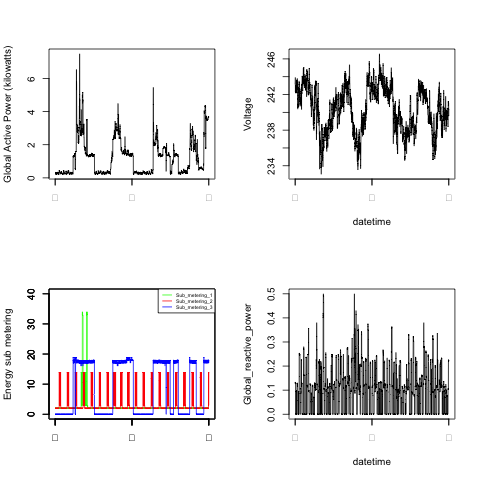 Global Active Power (kilowatts)
0 2 4 6
Voltage
234 238 242 246
datetime
Energy sub metering
0 10 20 30 40
Sub_metering_1
Sub_metering_2
Sub_metering_3
Global_reactive_power
0.0 0.1 0.2 0.3 0.4 0.5
datetime